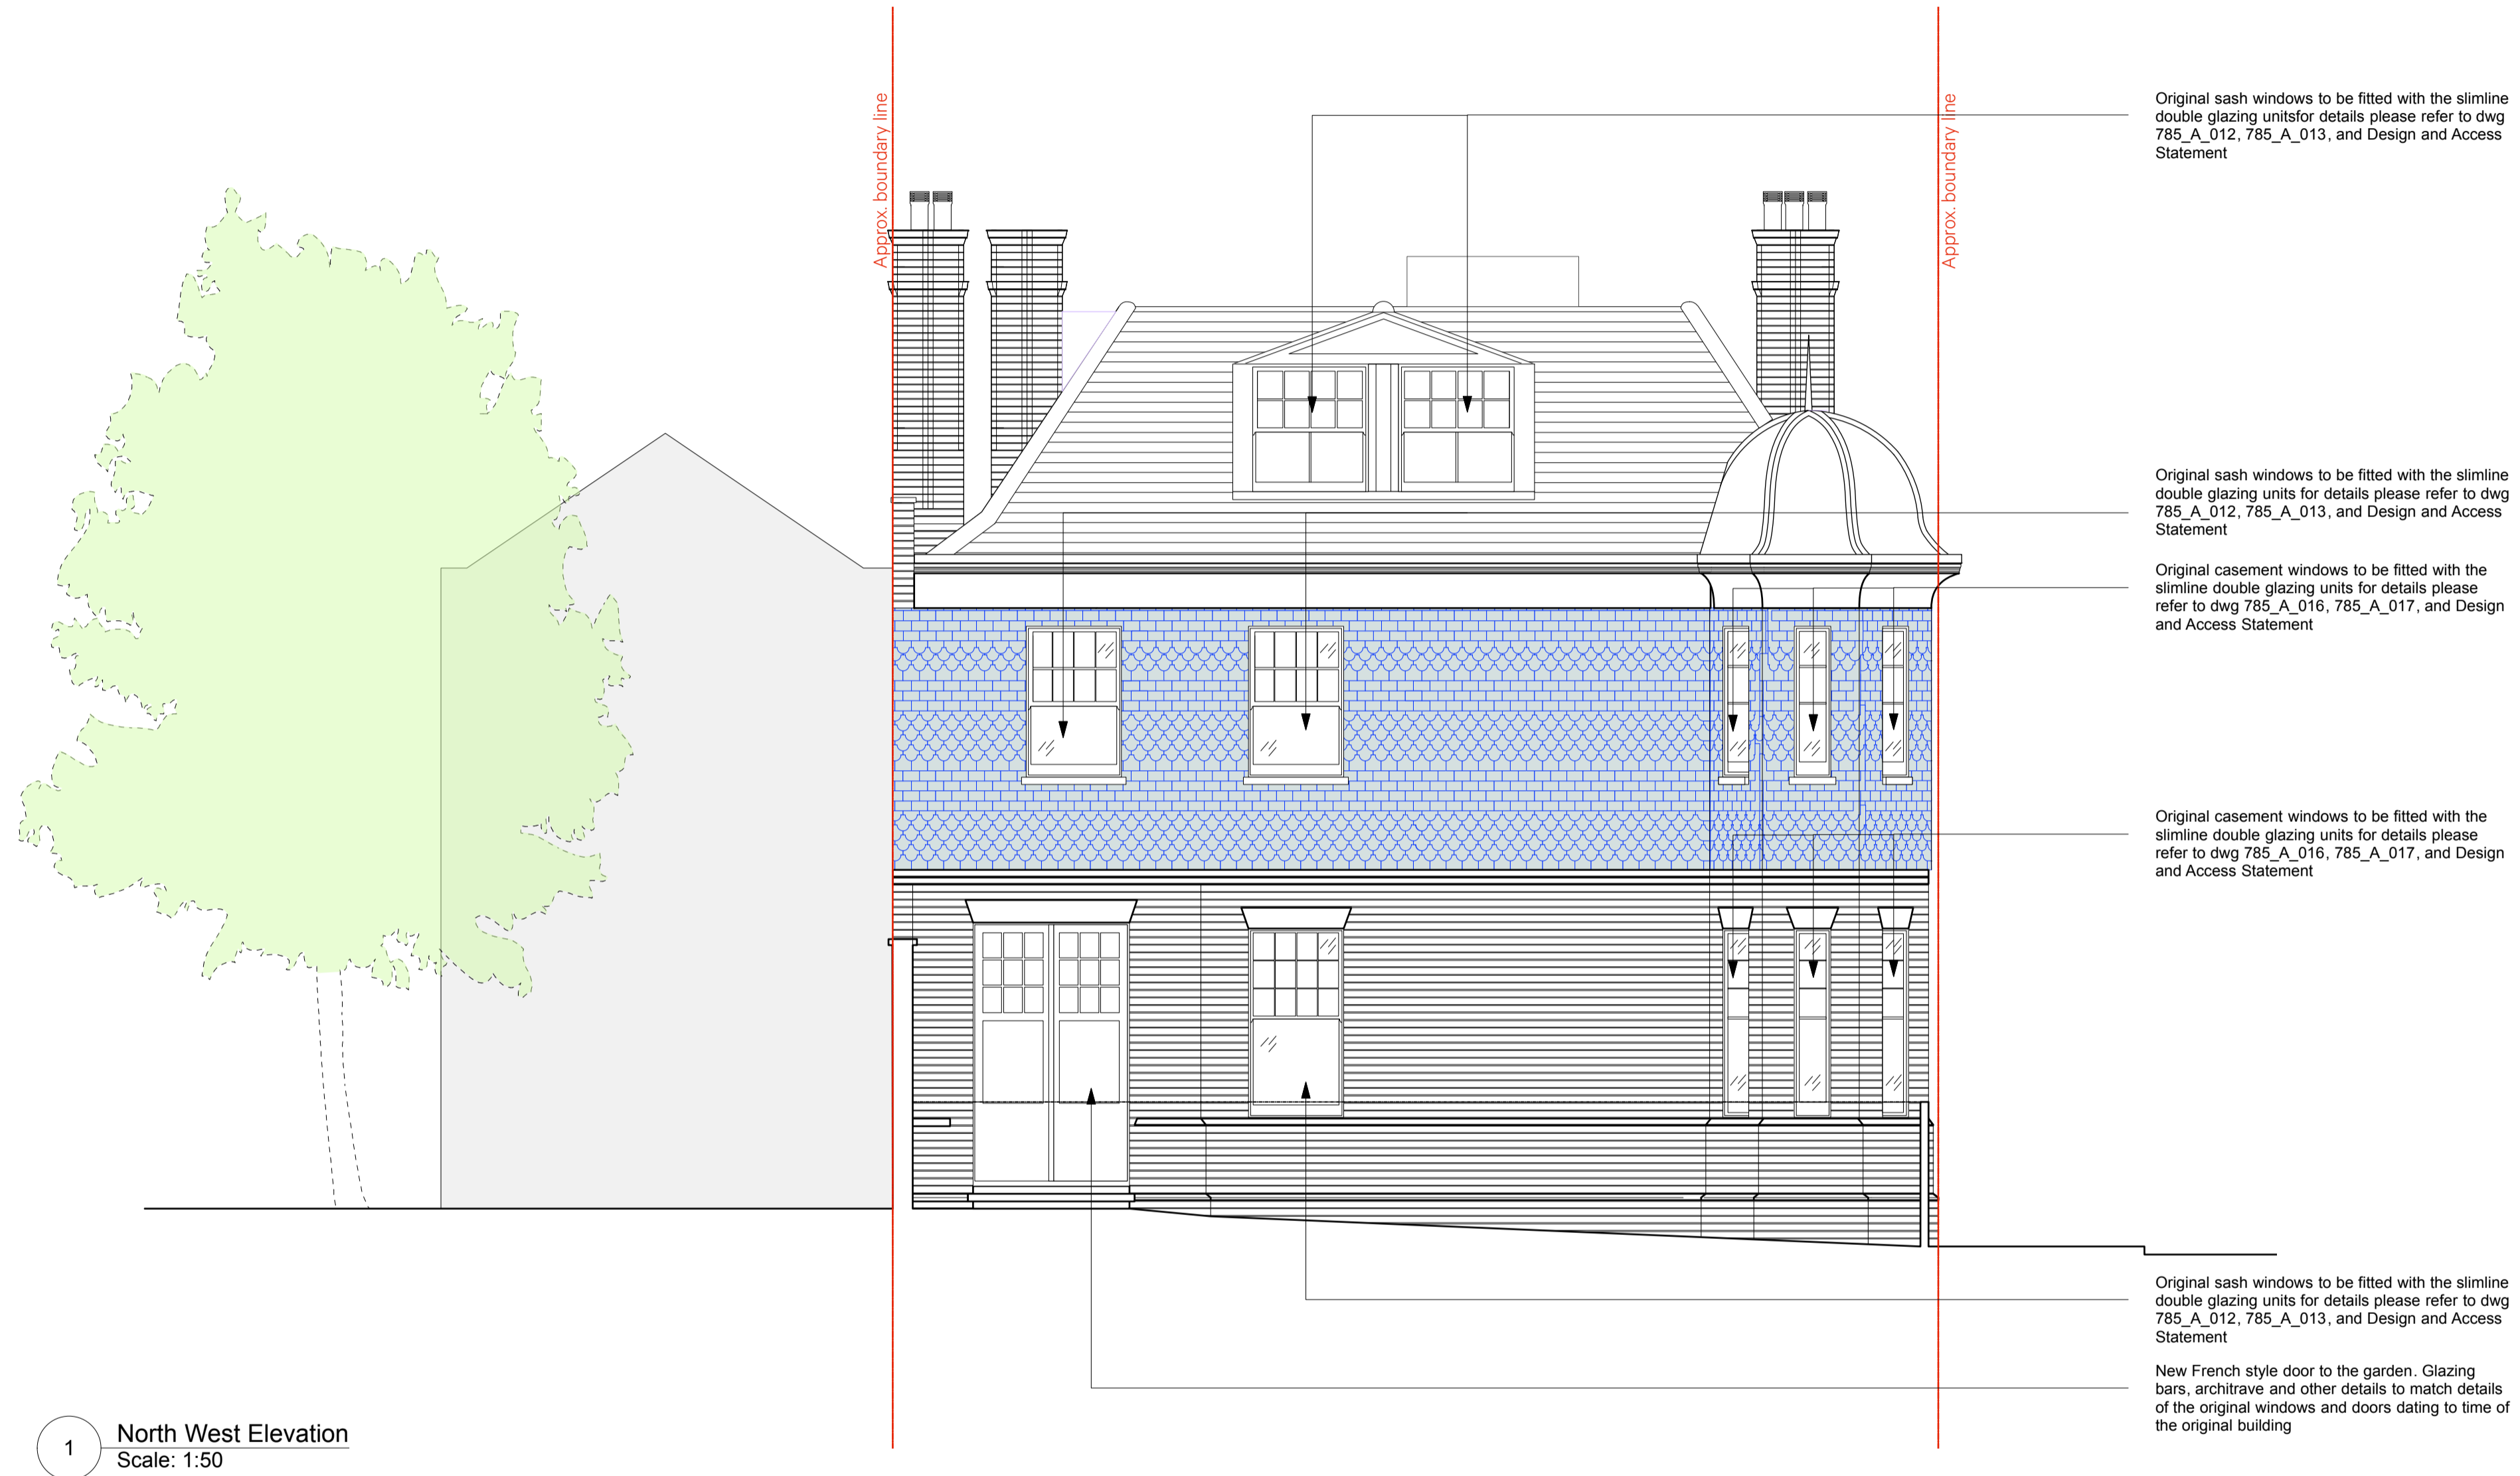 Approx. boundary line
Approx. boundary line
Original sash windows to be fitted with the slimline
double glazing unitsfor details please refer to dwg
785_A_012, 785_A_013, and Design and Access
Statement
Original sash windows to be fitted with the slimline
double glazing units for details please refer to dwg
785_A_012, 785_A_013, and Design and Access
Statement
Original casement windows to be fitted with the
slimline double glazing units for details please
refer to dwg 785_A_016, 785_A_017, and Design
and Access Statement
Original casement windows to be fitted with the
slimline double glazing units for details please
refer to dwg 785_A_016, 785_A_017, and Design
and Access Statement
Original sash windows to be fitted with the slimline
double glazing units for details please refer to dwg
785_A_012, 785_A_013, and Design and Access
Statement
New French style door to the garden. Glazing
bars, architrave and other details to match details
of the original windows and doors dating to time of
the original building
1
North West Elevation
Scale: 1:50